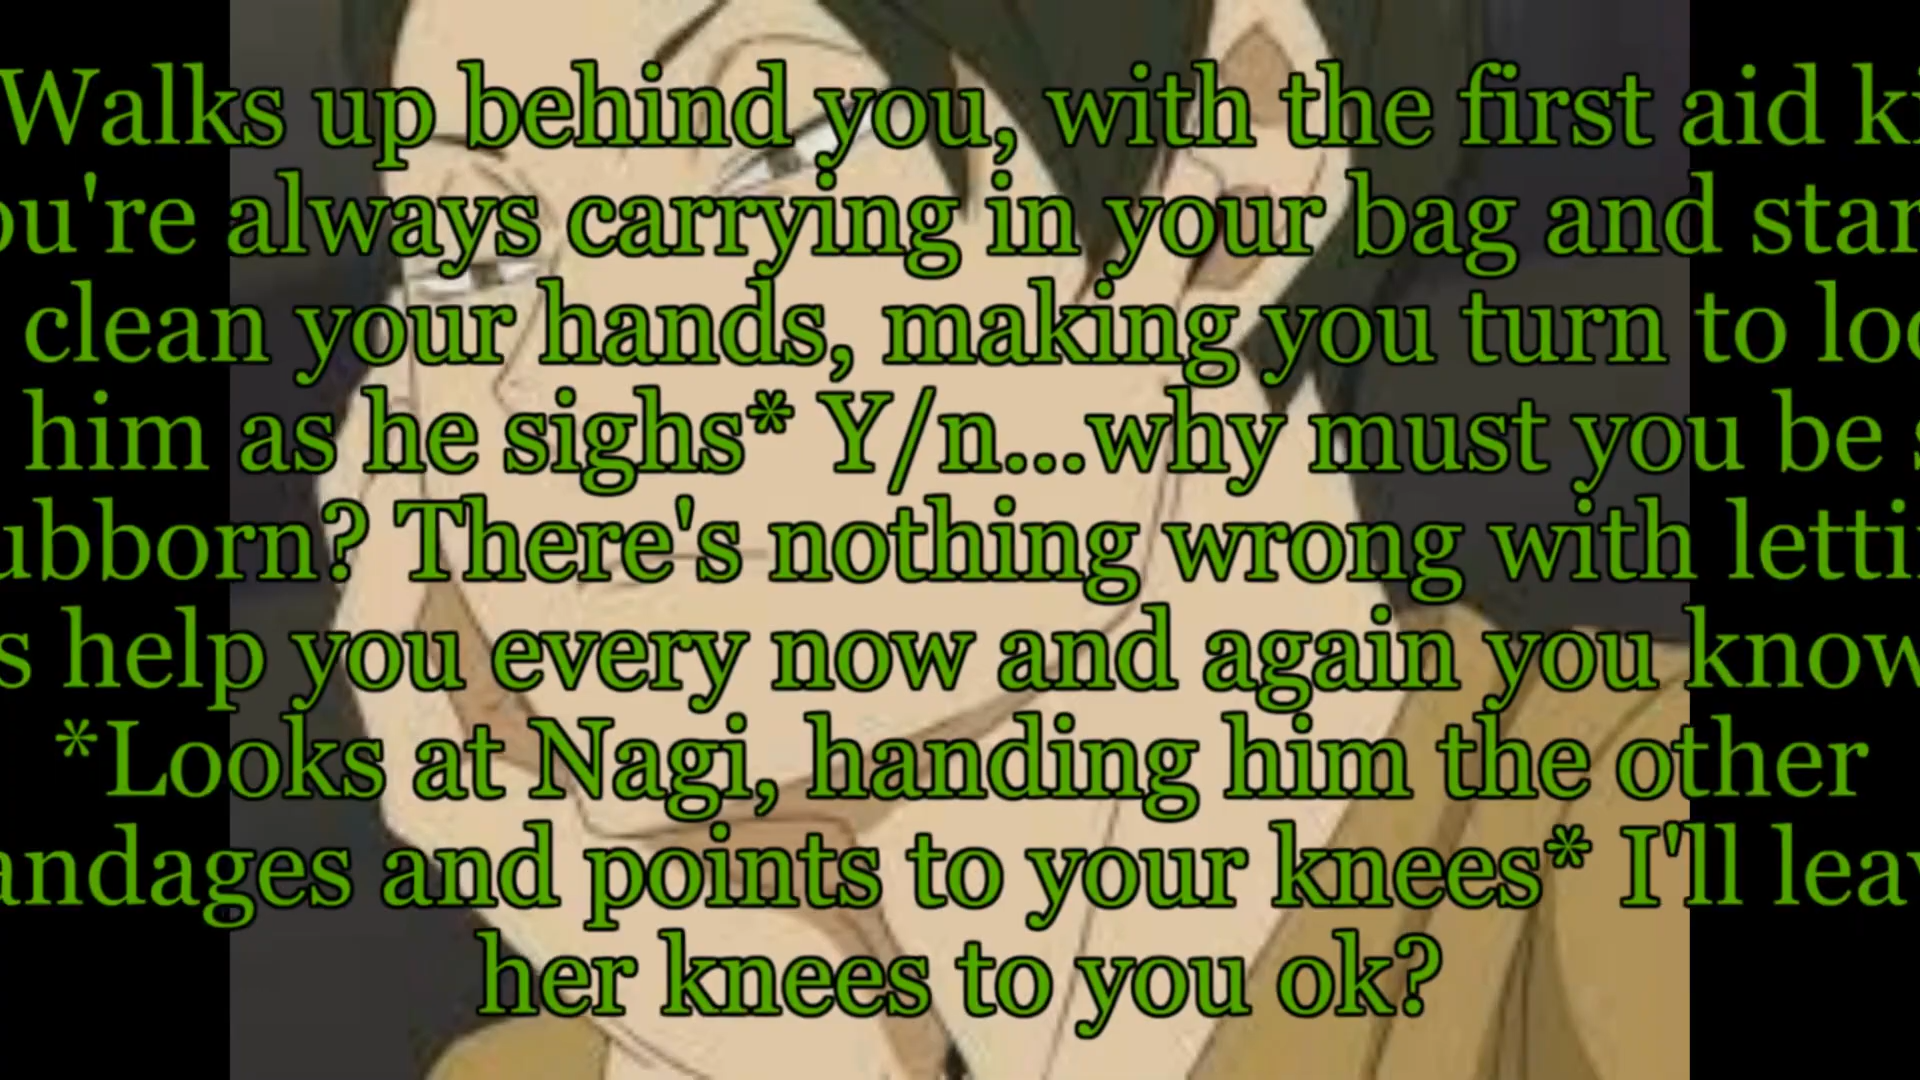 Walks up behind you, with the first aid ki
ou're always carrying in your bag and star
clean your hands, making you turn to loo
him as he sighs* Y/n...why must you be s
ubborn? There's nothing wrong with letti
s help you every now and again you know
*Looks at Nagi, handing him the other
andages and points to your knees* I'll leav
her knees to you ok?